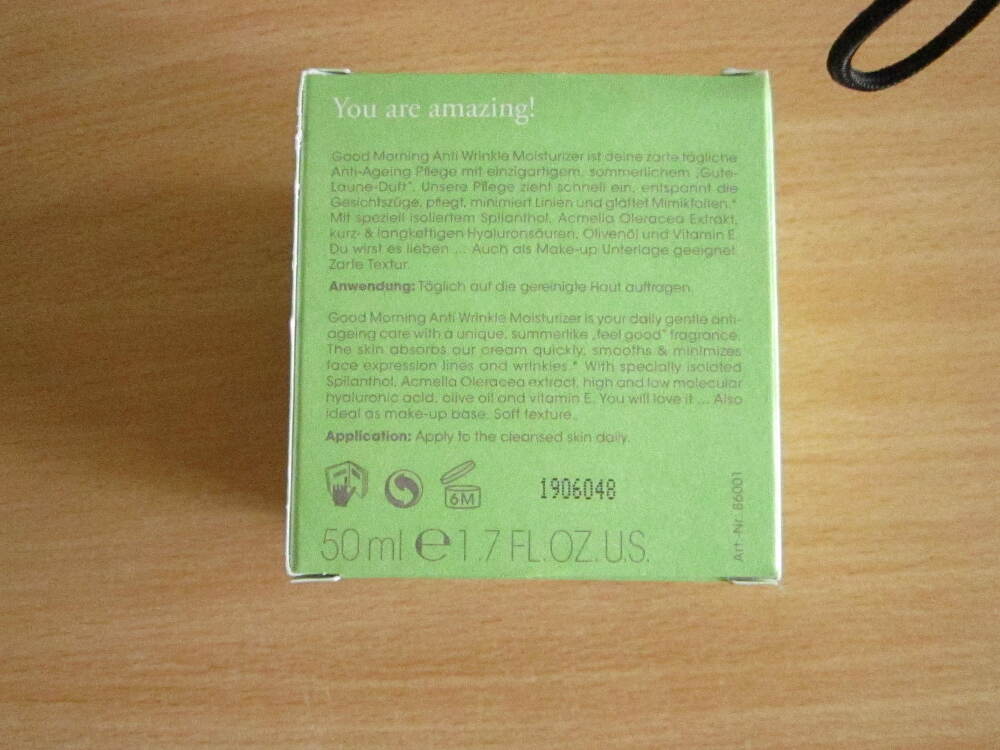 You are amazing!
Good Morning Anti Wrinkle Moisturizer ist deine zarte tägliche
Anti-Ageing Pflege mit einzigartigem, sommerlichem „Gute-
Laune-Duft“. Unsere Pflege zieht schnell ein, entspannt die
Gesichtszüge, pflegt, minimiert Linien und glättet Mimikfalten.*
Mit speziell isoliertem Spilanthol, Acmella Oleracea Extrakt,
kurz- & langkettigen Hyaluronsäuren, Olivenöl und Vitamin E.
Du wirst es lieben ... Auch als Make-up Unterlage geeignet.
Zarte Textur.
Anwendung: Täglich auf die gereinigte Haut auftragen.
Good Morning Anti Wrinkle Moisturizer is your daily gentle anti-
ageing care with a unique, summerlike „feel good“ fragrance.
The skin absorbs our cream quickly, smooths & minimizes
face expression lines and wrinkles.* With specially isolated
Spilanthol, Acmella Oleracea extract, high and low molecular
hyaluronic acid, olive oil and vitamin E. You will love it ... Also
ideal as make-up base. Soft texture.
Application: Apply to the cleansed skin daily.
6M
1906048
50 ml e 1.7 FL.OZ.U.S.
Art.-Nr. 86001